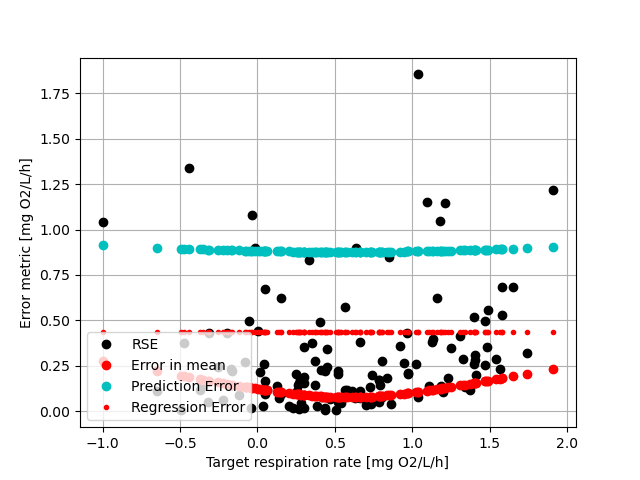 Error metric [mg O2/L/h]
1.75
1.50
1.25
1.00
0.75
0.50
0.25
0.00
RSE
Error in mean
Prediction Error
Regression Error
−1.0 −0.5 0.0 0.5 1.0 1.5 2.0
Target respiration rate [mg O2/L/h]